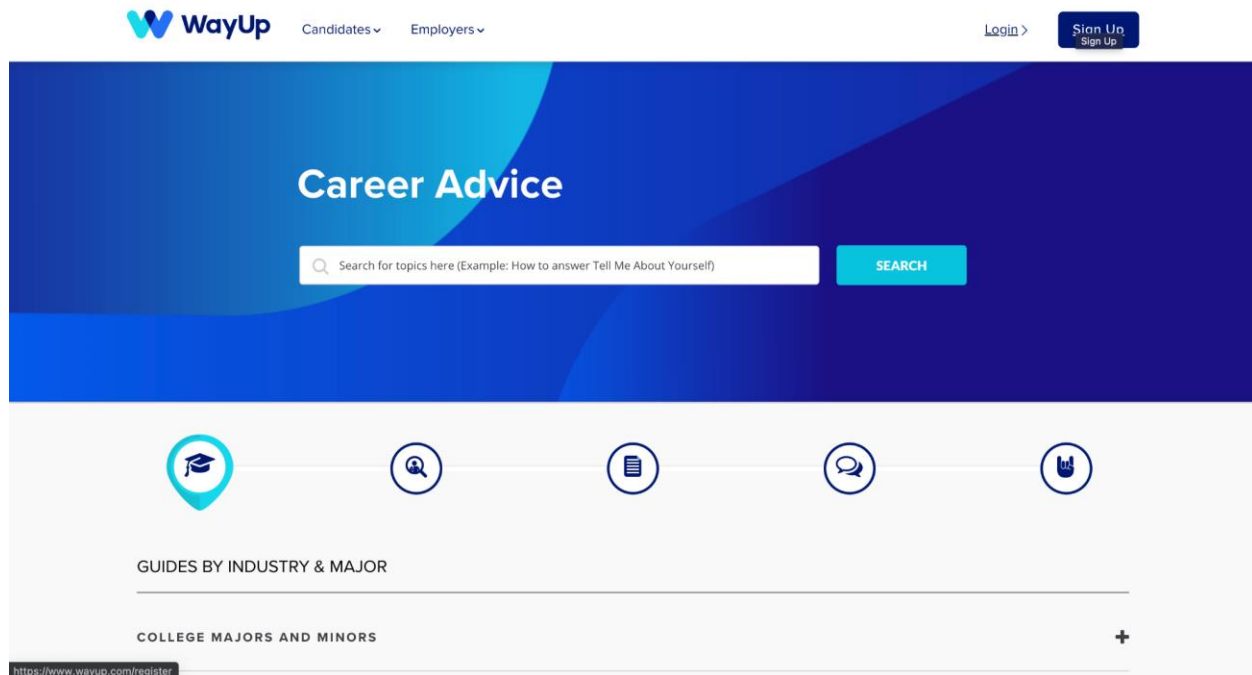 WayUp Candidates Employers Login > Sign Up
Sign Up
Career Advice
Search for topics here (Example: How to answer Tell Me About Yourself) SEARCH
GUIDES BY INDUSTRY & MAJOR
COLLEGE MAJORS AND MINORS +
https://www.wayup.com/register